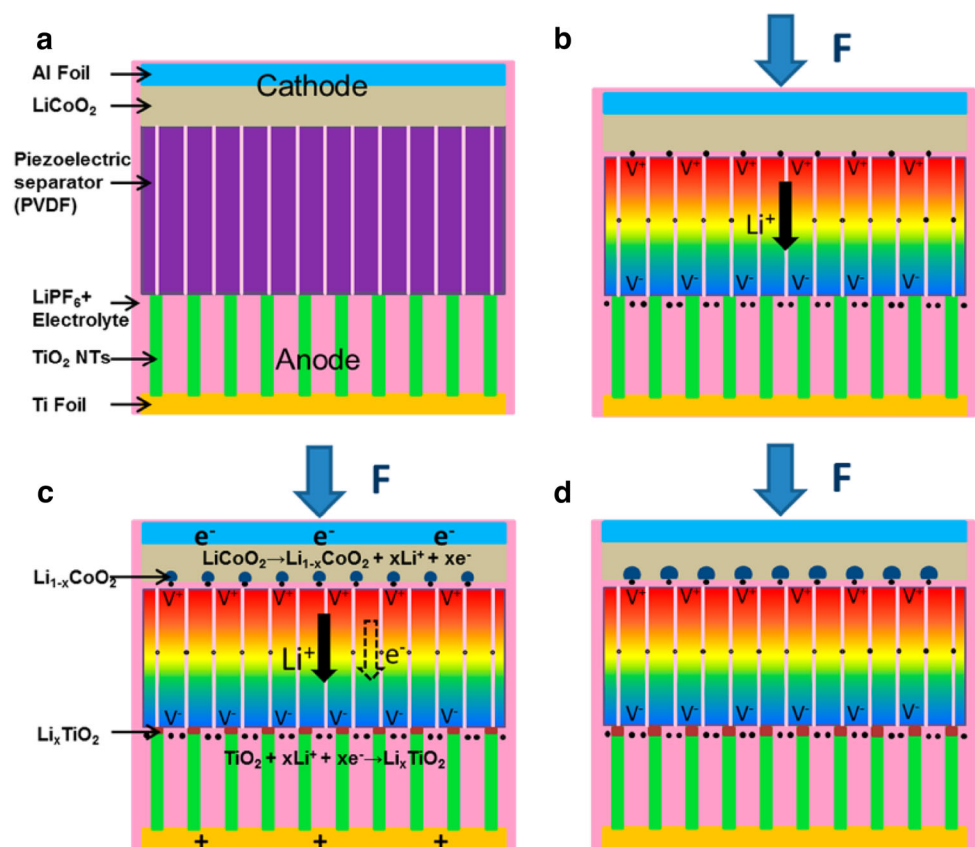 a
Al Foil
Cathode
LiCoO₂
Piezoelectric
separator
(PVDF)
LiPF₆+
Electrolyte
TiO₂ NTs
Anode
Ti Foil
b
F
V⁺ V⁺ V⁺ V⁺ V⁺ V⁺
Li⁺
V⁻ V⁻ V⁻ V⁻ V⁻ V⁻
c
F
e⁻ e⁻ e⁻
LiCoO₂→Li₁₋ₓCoO₂ + xLi⁺ + xe⁻
Li₁₋ₓCoO₂
V⁺ V⁺ V⁺ V⁺ V⁺ V⁺
Li⁺ e⁻
V⁻ V⁻ V⁻ V⁻ V⁻ V⁻
LiₓTiO₂
TiO₂ + xLi⁺ + xe⁻→LiₓTiO₂
+ + +
d
F
V⁺ V⁺ V⁺ V⁺ V⁺ V⁺
V⁻ V⁻ V⁻ V⁻ V⁻ V⁻